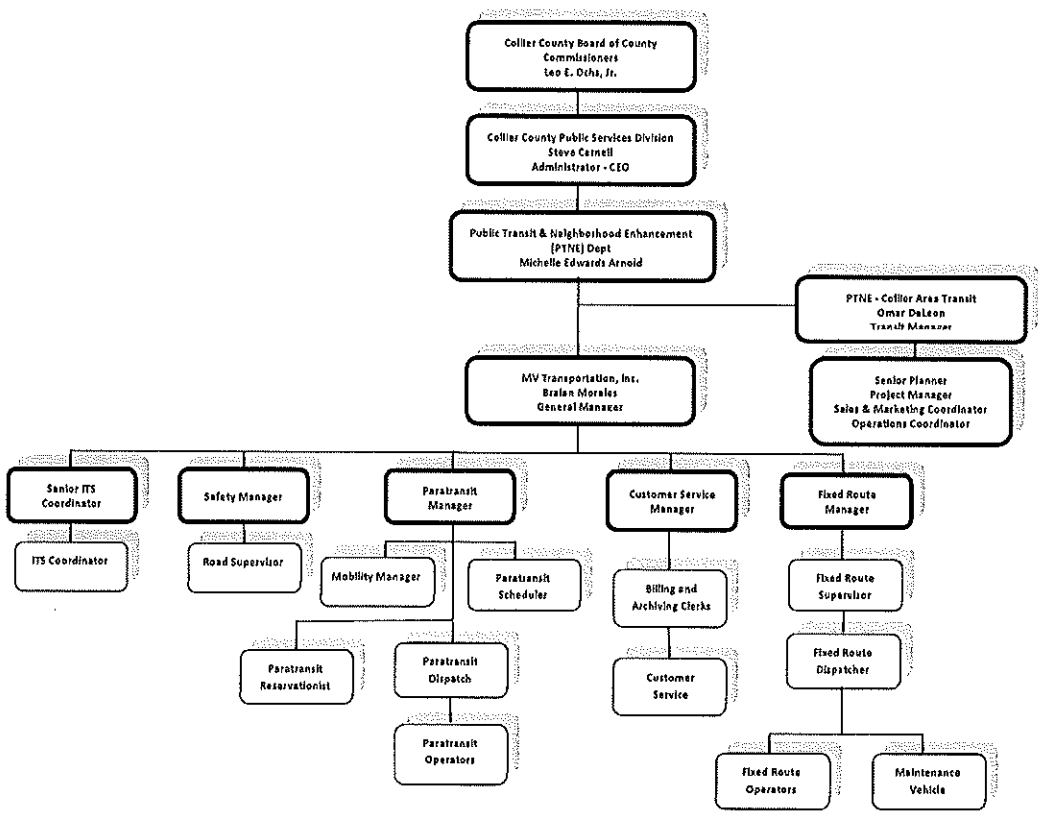 Collier County Board of County
Commissioners
Leo E. Ochs, Jr.
Collier County Public Services Division
Steve Carnell
Administrator - CEO
Public Transit & Neighborhood Enhancement
(PTNE) Dept
Michelle Edwards Arnold
PTNE - Collier Area Transit
Omar DeLeon
Transit Manager
MV Transportation, Inc.
Braian Morales
General Manager
Senior Planner
Project Manager
Sales & Marketing Coordinator
Operations Coordinator
Senior ITS
Coordinator
Safety Manager
Paratransit
Manager
Customer Service
Manager
Fixed Route
Manager
ITS Coordinator
Road Supervisor
Mobility Manager
Paratransit
Scheduler
Billing and
Archiving Clerks
Fixed Route
Supervisor
Paratransit
Reservationist
Paratransit
Dispatch
Customer
Service
Fixed Route
Dispatcher
Paratransit
Operators
Fixed Route
Operators
Maintenance
Vehicle